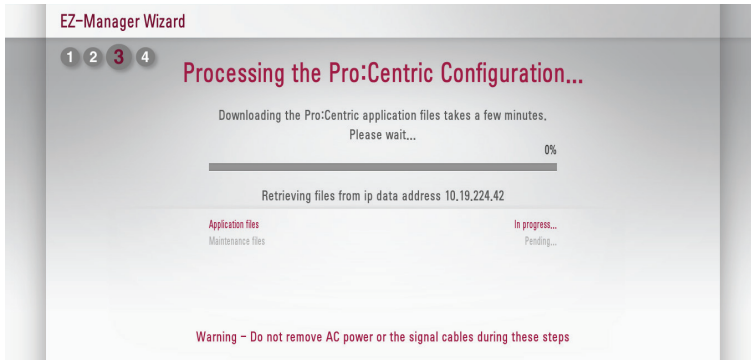 EZ-Manager Wizard
1 2 3 4
Processing the Pro:Centric Configuration...
Downloading the Pro:Centric application files takes a few minutes.
Please wait...
0%
Retrieving files from ip data address 10.19.224.42
Application files In progress...
Maintenance files Pending...
Warning - Do not remove AC power or the signal cables during these steps